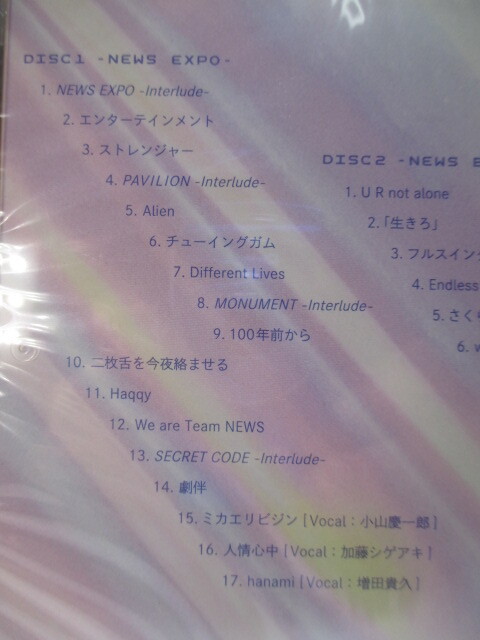 DISC1 -NEWS EXPO-
1. NEWS EXPO -Interlude-
2. エンターテインメント
3. ストレンジャー
4. PAVILION -Interlude-
5. Alien
6. チューイングガム
7. Different Lives
8. MONUMENT -Interlude-
9. 100年前から
10. 二枚舌を今夜絡ませる
11. Haqqy
12. We are Team NEWS
13. SECRET CODE -Interlude-
14. 劇伴
15. ミカエリビジン [Vocal：小山慶一郎]
16. 人情心中 [Vocal：加藤シゲアキ]
17. hanami [Vocal：増田貴久]
DISC2 -NEWS E
1. U R not alone
2.「生きろ」
3. フルスイン
4. Endless
5. さく
6.